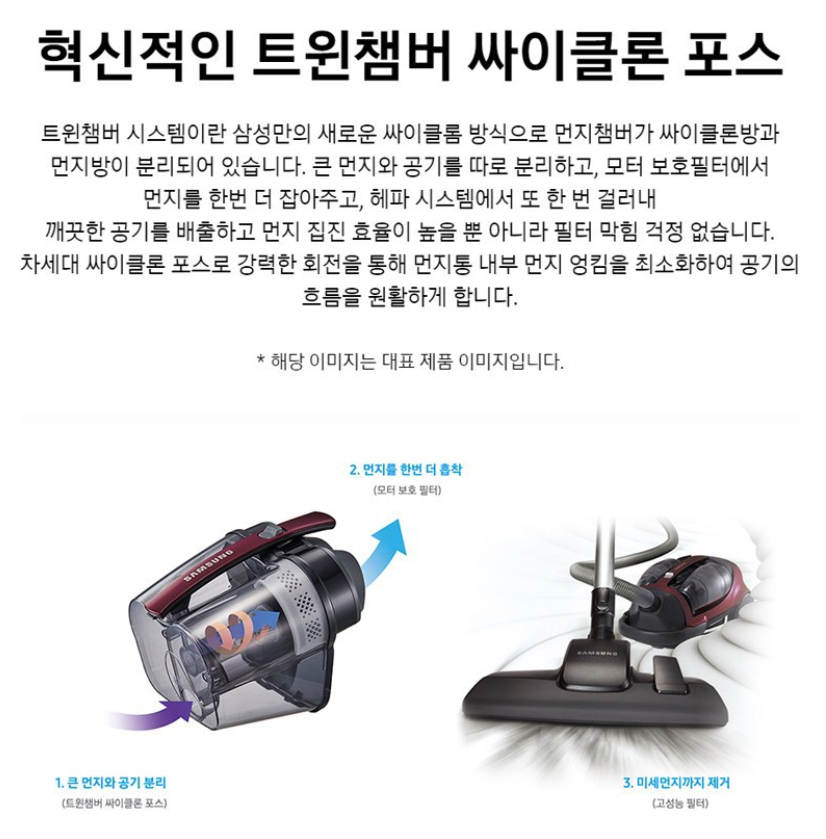 혁신적인 트윈챔버 싸이클론 포스
트윈챔버 시스템이란 삼성만의 새로운 싸이클롬 방식으로 먼지챔버가 싸이클론방과
먼지방이 분리되어 있습니다. 큰 먼지와 공기를 따로 분리하고, 모터 보호필터에서
먼지를 한번 더 잡아주고, 헤파 시스템에서 또 한 번 걸러내
깨끗한 공기를 배출하고 먼지 집진 효율이 높을 뿐 아니라 필터 막힘 걱정 없습니다.
차세대 싸이클론 포스로 강력한 회전을 통해 먼지통 내부 먼지 엉킴을 최소화하여 공기의
흐름을 원활하게 합니다.
* 해당 이미지는 대표 제품 이미지입니다.
2. 먼지를 한번 더 흡착
(모터 보호 필터)
SAMSUNG
SAMSUNG
1. 큰 먼지와 공기 분리
(트윈챔버 싸이클론 포스)
3. 미세먼지까지 제거
(고성능 필터)